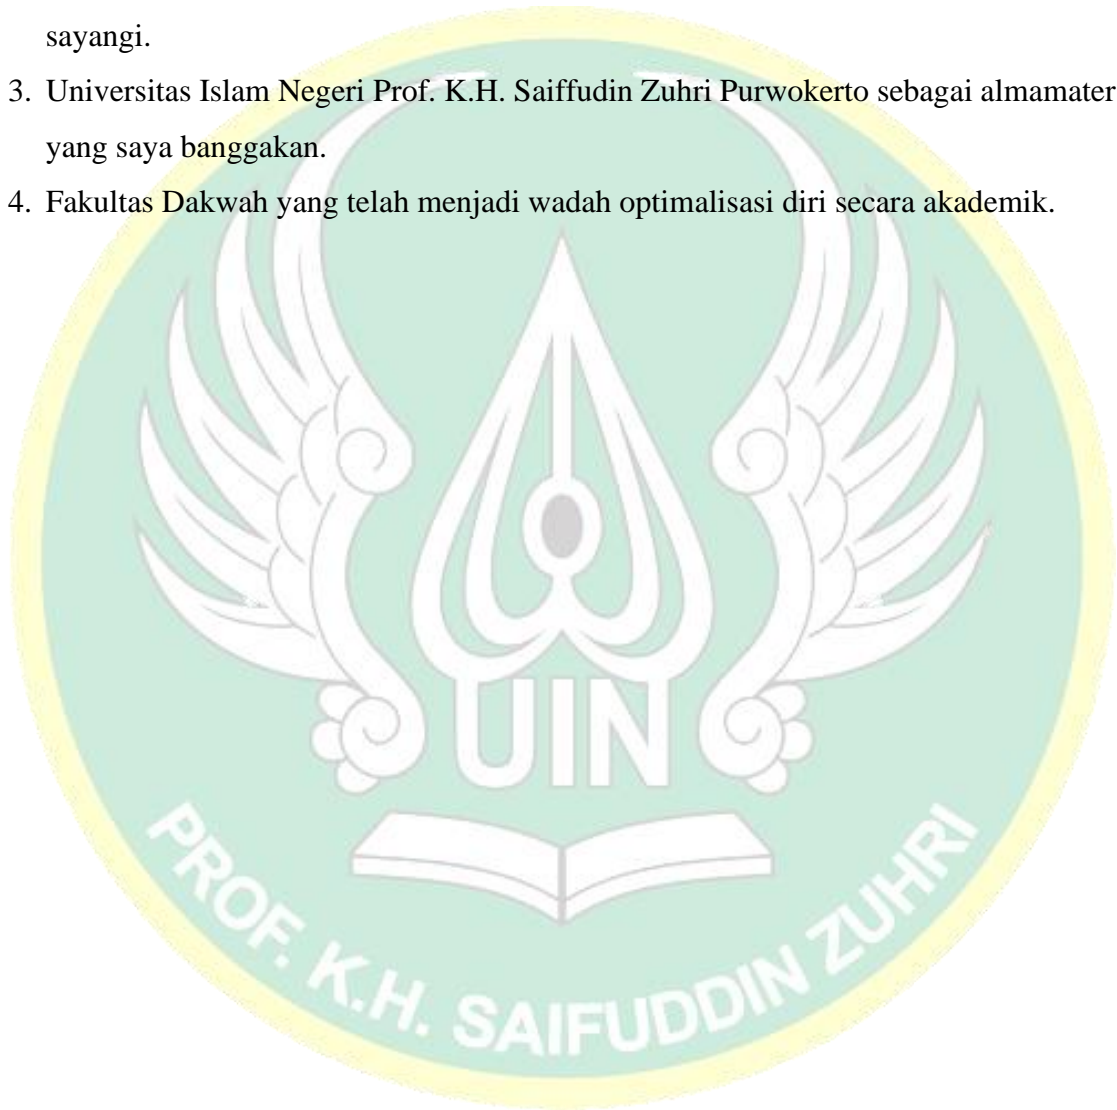 sayangi.
3. Universitas Islam Negeri Prof. K.H. Saiffudin Zuhri Purwokerto sebagai almamater
yang saya banggakan.
4. Fakultas Dakwah yang telah menjadi wadah optimalisasi diri secara akademik.
UIN
PROF. K.H. SAIFUDDIN ZUHRI